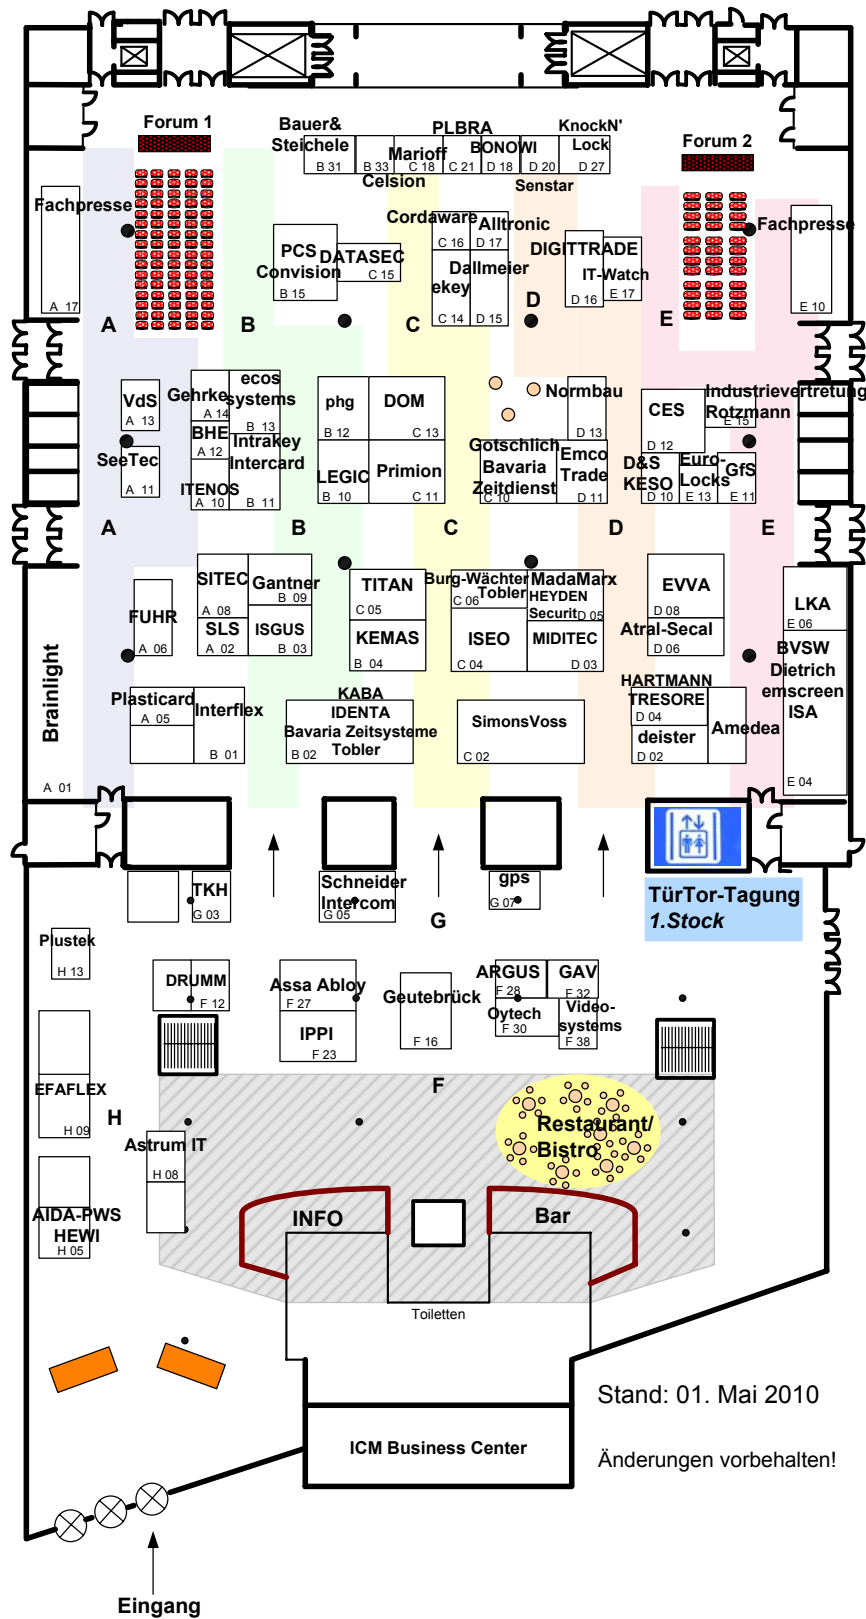 Forum 1
Bauer&
Steichele
B 31
B 33
Celsion
Marioff
C 18
PLBRA
C 21
BONOWI
D 18
D 20
Senstar
KnockN'
Lock
D 27
Forum 2
Fachpresse
A 17
PCS
Convision
B 15
DATASEC
C 15
Cordaware
C 16
Alltronic
D 17
Dallmeier
ekey
C 14
D 15
DIGITTRADE
D 16
IT-Watch
E 17
Fachpresse
E 10
A
B
C
D
E
VdS
A 13
Gehrke
A 14
ecos
systems
B 13
BHE
A 12
Intrakey
Intercard
B 11
SeeTec
A 11
ITENOS
A 10
phg
B 12
DOM
C 13
LEGIC
B 10
Primion
C 11
Normbau
D 13
Gotschlich
Bavaria
Zeitdienst
C 10
Emco
Trade
D 11
CES
D 12
Industrievertretung
Rotzmann
E 15
D&S
KESO
D 10
Euro-
Locks
E 13
GfS
E 11
A
B
C
D
E
FUHR
A 06
SITEC
A 08
Gantner
B 09
SLS
A 02
ISGUS
B 03
TITAN
C 05
KEMAS
B 04
Burg-Wächter
Tobler
C 06
MadaMarx
HEYDEN
Securit
D 05
ISEO
C 04
MIDITEC
D 03
EVVA
D 08
Atral-Secal
D 06
LKA
E 06
BVSW
Dietrich
emscreen
ISA
E 04
Brainlight
A 01
Plasticard
A 05
Interflex
B 01
KABA
IDENTA
Bavaria Zeitsysteme
Tobler
B 02
SimonsVoss
C 02
HARTMANN
TRESORE
D 04
deister
D 02
Amedea
TKH
G 03
Schneider
Intercom
G 05
gps
G 07
G
TürTor-Tagung
1.Stock
Plustek
H 13
DRUMM
F 12
Assa Abloy
F 27
IPPI
F 23
Geutebrück
F 16
ARGUS
F 28
GAV
F 32
Oytech
F 30
Video-
systems
F 38
F
EFAFLEX
H 09
H
Astrum IT
H 08
Restaurant/
Bistro
AIDA-PWS
HEWI
H 05
INFO
Bar
Toiletten
Stand: 01. Mai 2010
ICM Business Center
Änderungen vorbehalten!
Eingang